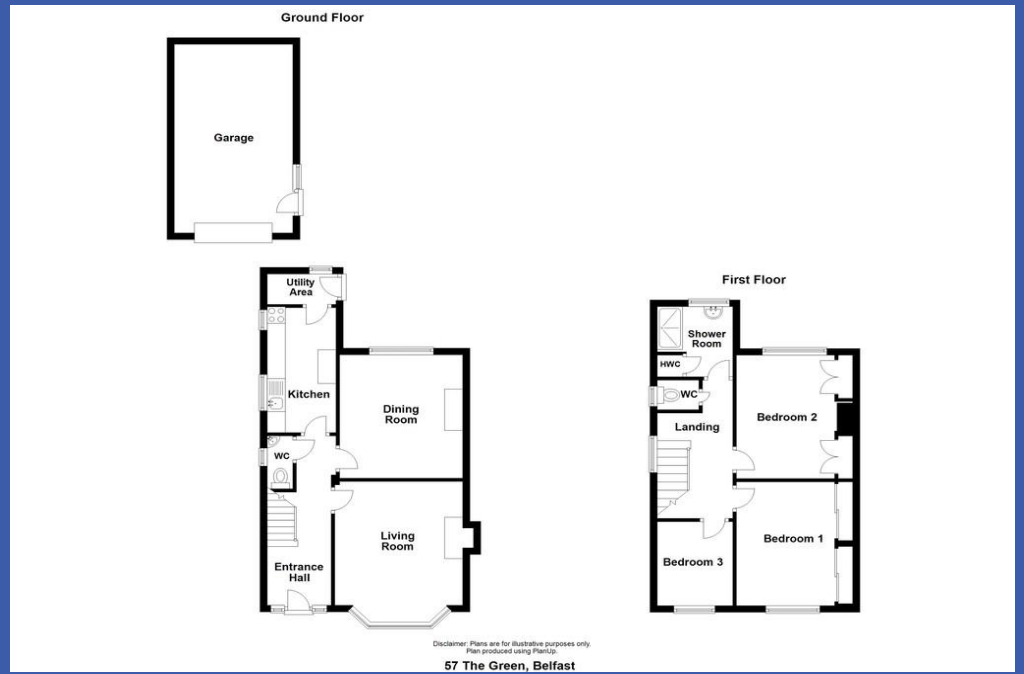 Ground Floor
Garage
Utility
Area
Kitchen
Dining
Room
WC
Living
Room
Entrance
Hall
First Floor
Shower
Room
HWC
WC
Landing
Bedroom 2
Bedroom 1
Bedroom 3
Disclaimer: Plans are for illustrative purposes only.
Plan produced using PlanUp.
57 The Green, Belfast